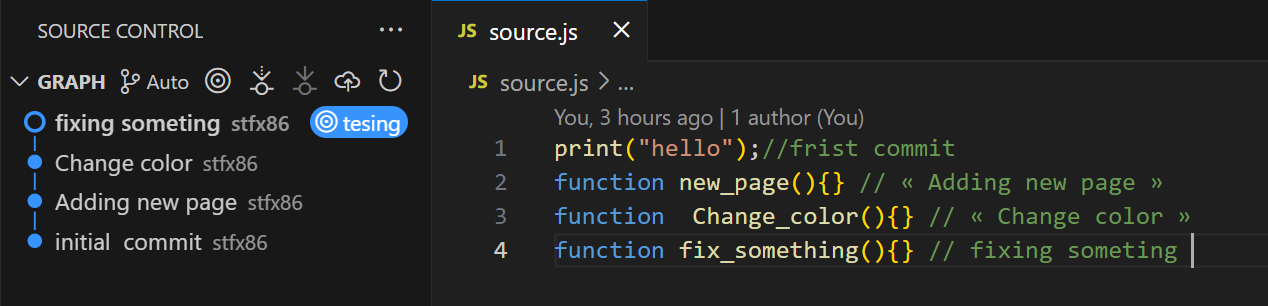 SOURCE CONTROL ...
GRAPH Auto
fixing someting stfx86 tesing
Change color stfx86
Adding new page stfx86
initial commit stfx86
JS source.js
JS source.js > ...
You, 3 hours ago | 1 author (You)
1 print("hello");//frist commit
2 function new_page(){} // « Adding new page »
3 function  Change_color(){} // « Change color »
4 function fix_something(){} // fixing someting